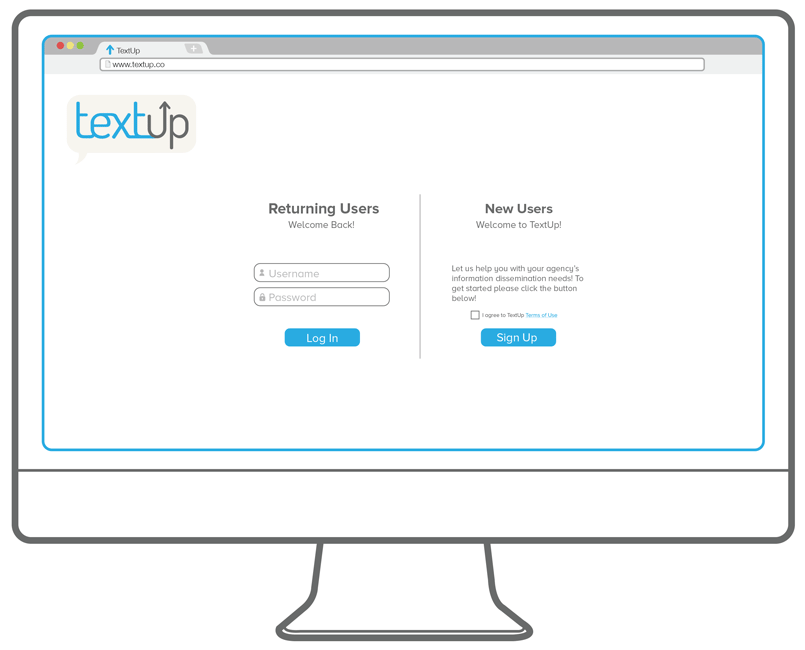 TextUp
www.textup.co
textup
Returning Users
Welcome Back!
Username
Password
Log In
New Users
Welcome to TextUp!
Let us help you with your agency's
information dissemination needs! To
get started please click the button
below!
I agree to TextUp Terms of Use
Sign Up